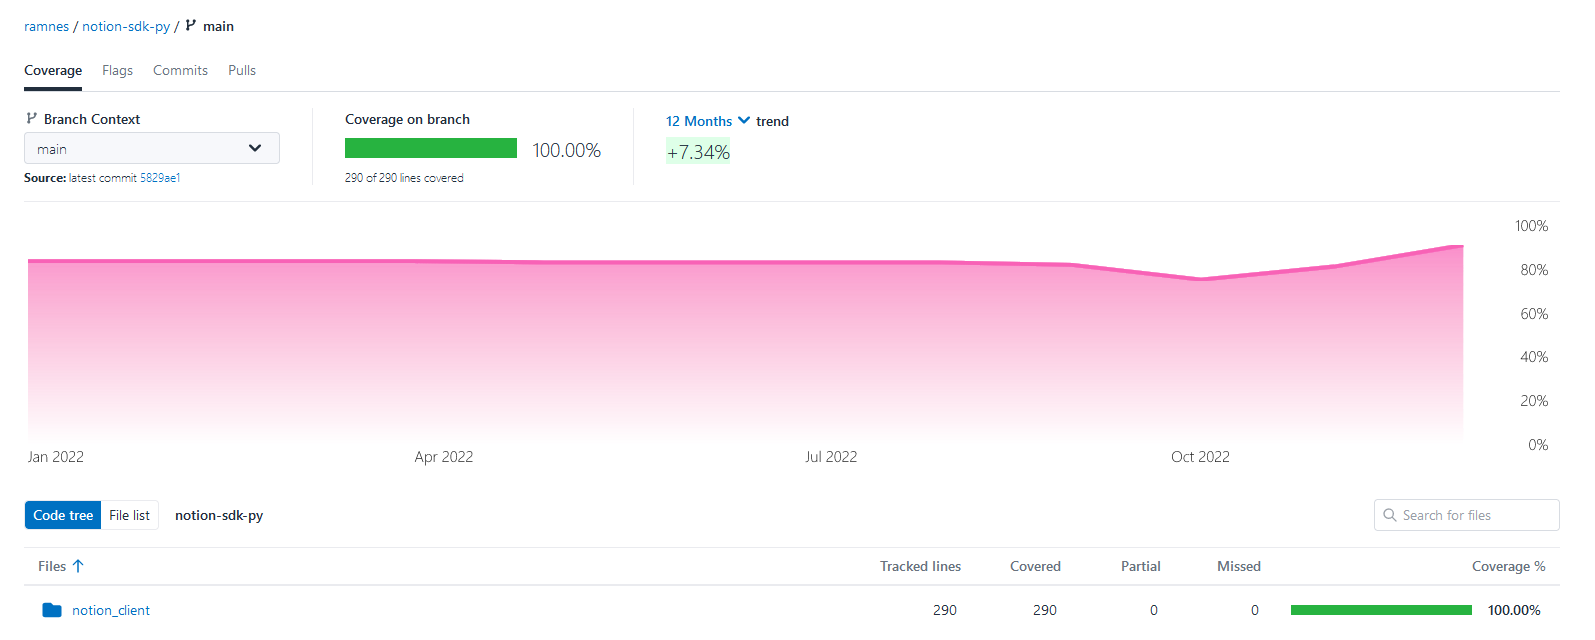 ramnes / notion-sdk-py / main
Coverage Flags Commits Pulls
Branch Context
main
Source: latest commit 5829ae1
Coverage on branch
100.00%
290 of 290 lines covered
12 Months trend
+7.34%
100%
80%
60%
40%
20%
0%
Jan 2022 Apr 2022 Jul 2022 Oct 2022
Code tree File list notion-sdk-py Search for files
Files Tracked lines Covered Partial Missed Coverage %
notion_client 290 290 0 0 100.00%